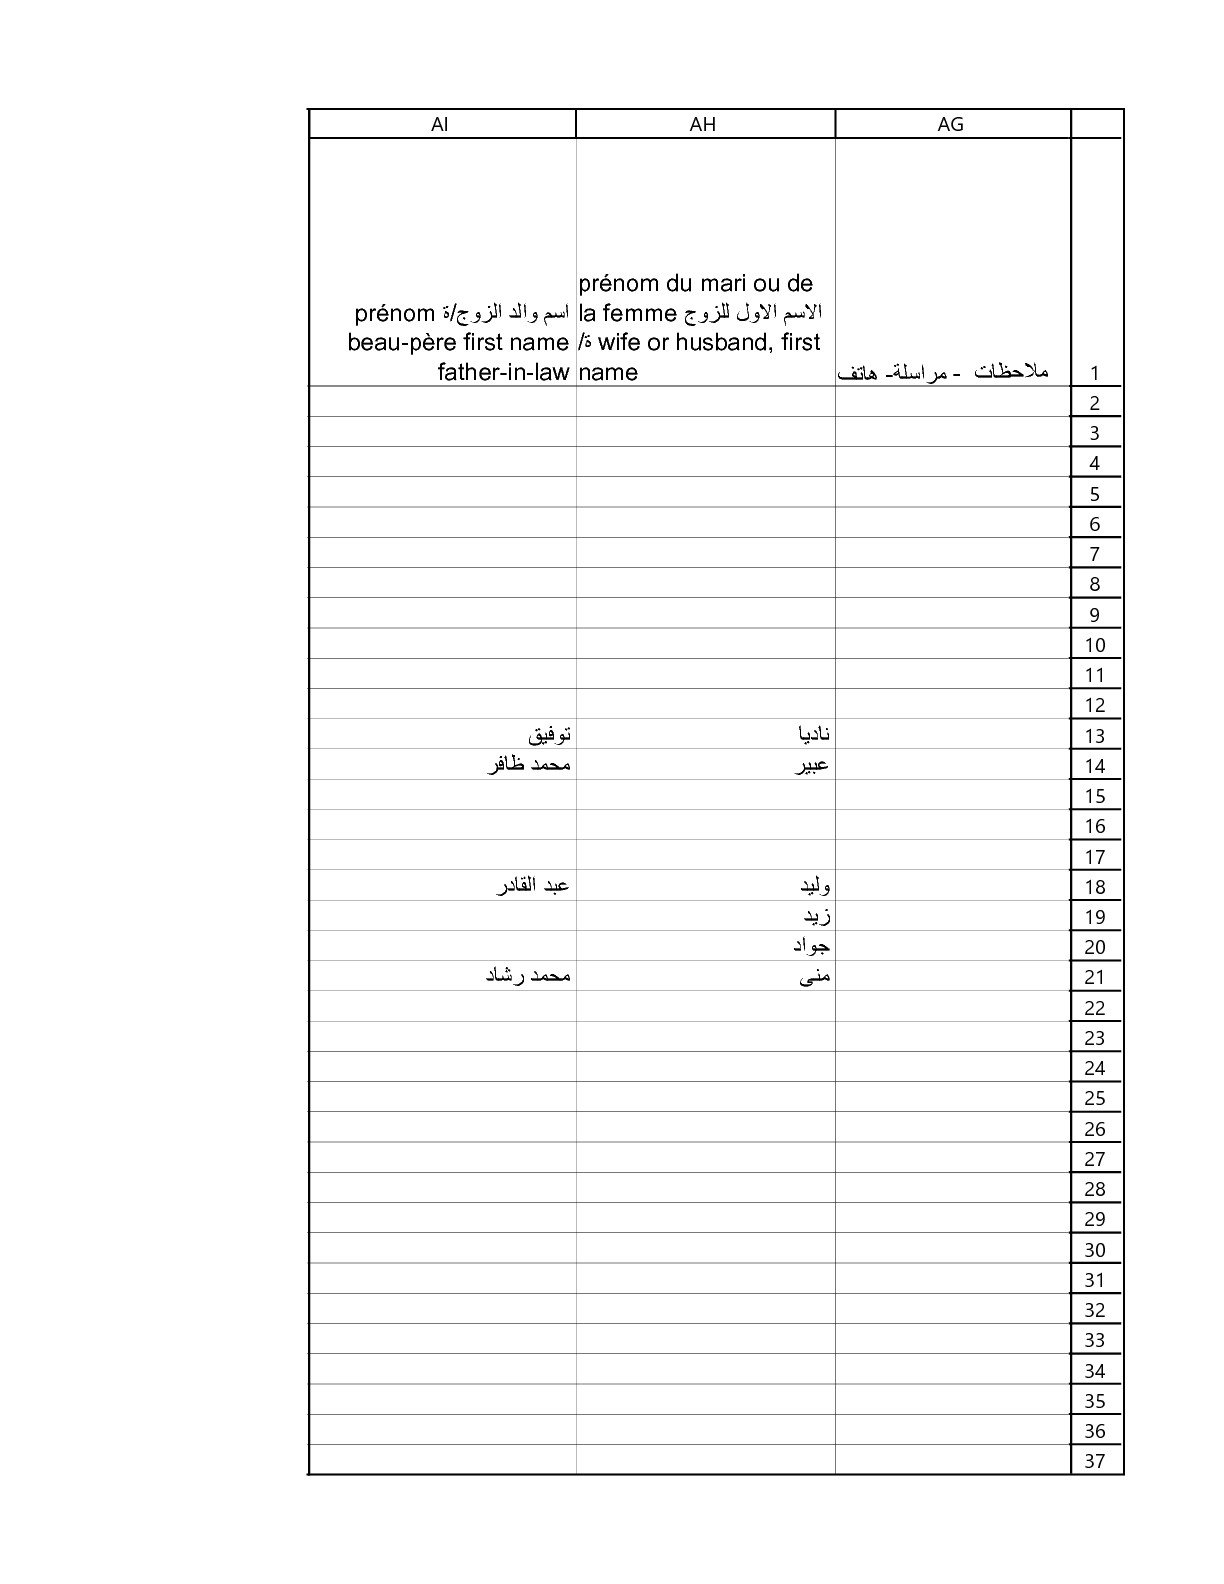 AG AH AI
1 ملاحظات - مراسلة- هاتف
prénom du mari ou de
la femme الاسم الاول للزوج
/ة wife or husband, first
name
prénom اسم والد الزوج/ة
beau-père first name
father-in-law
2
3
4
5
6
7
8
9
10
11
12
13 ناديا توفيق
14 عبير محمد ظافر
15
16
17
18 وليد عبد القادر
19 زيد
20 جواد
21 منى محمد رشاد
22
23
24
25
26
27
28
29
30
31
32
33
34
35
36
37